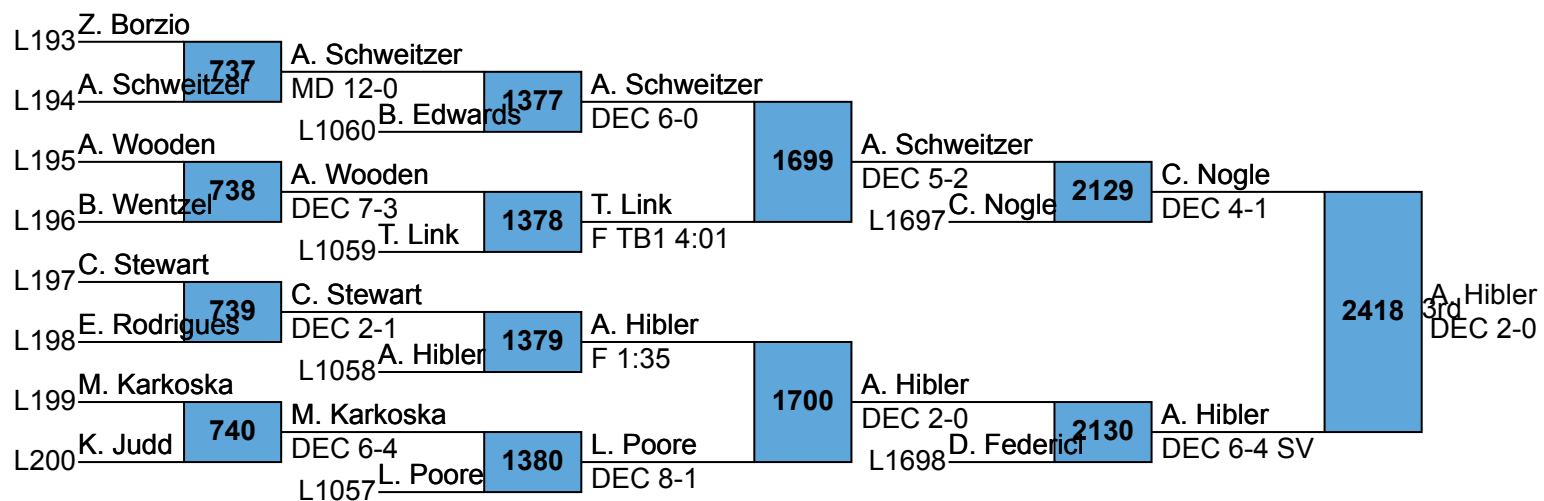 L193 Z. Borzio
737
L194 A. Schweitzer
A. Schweitzer
MD 12-0
1377
L1060 B. Edwards
A. Schweitzer
DEC 6-0
L195 A. Wooden
738
L196 B. Wentzel
A. Wooden
DEC 7-3
1378
L1059 T. Link
T. Link
F TB1 4:01
1699
A. Schweitzer
DEC 5-2
2129
L1697 C. Nogle
C. Nogle
DEC 4-1
L197 C. Stewart
739
L198 E. Rodrigues
C. Stewart
DEC 2-1
1379
L1058 A. Hibler
A. Hibler
F 1:35
L199 M. Karkoska
740
L200 K. Judd
M. Karkoska
DEC 6-4
1380
L1057 L. Poore
L. Poore
DEC 8-1
1700
A. Hibler
DEC 2-0
2130
L1698 D. Federici
A. Hibler
DEC 6-4 SV
2418
3rd
A. Hibler
DEC 2-0